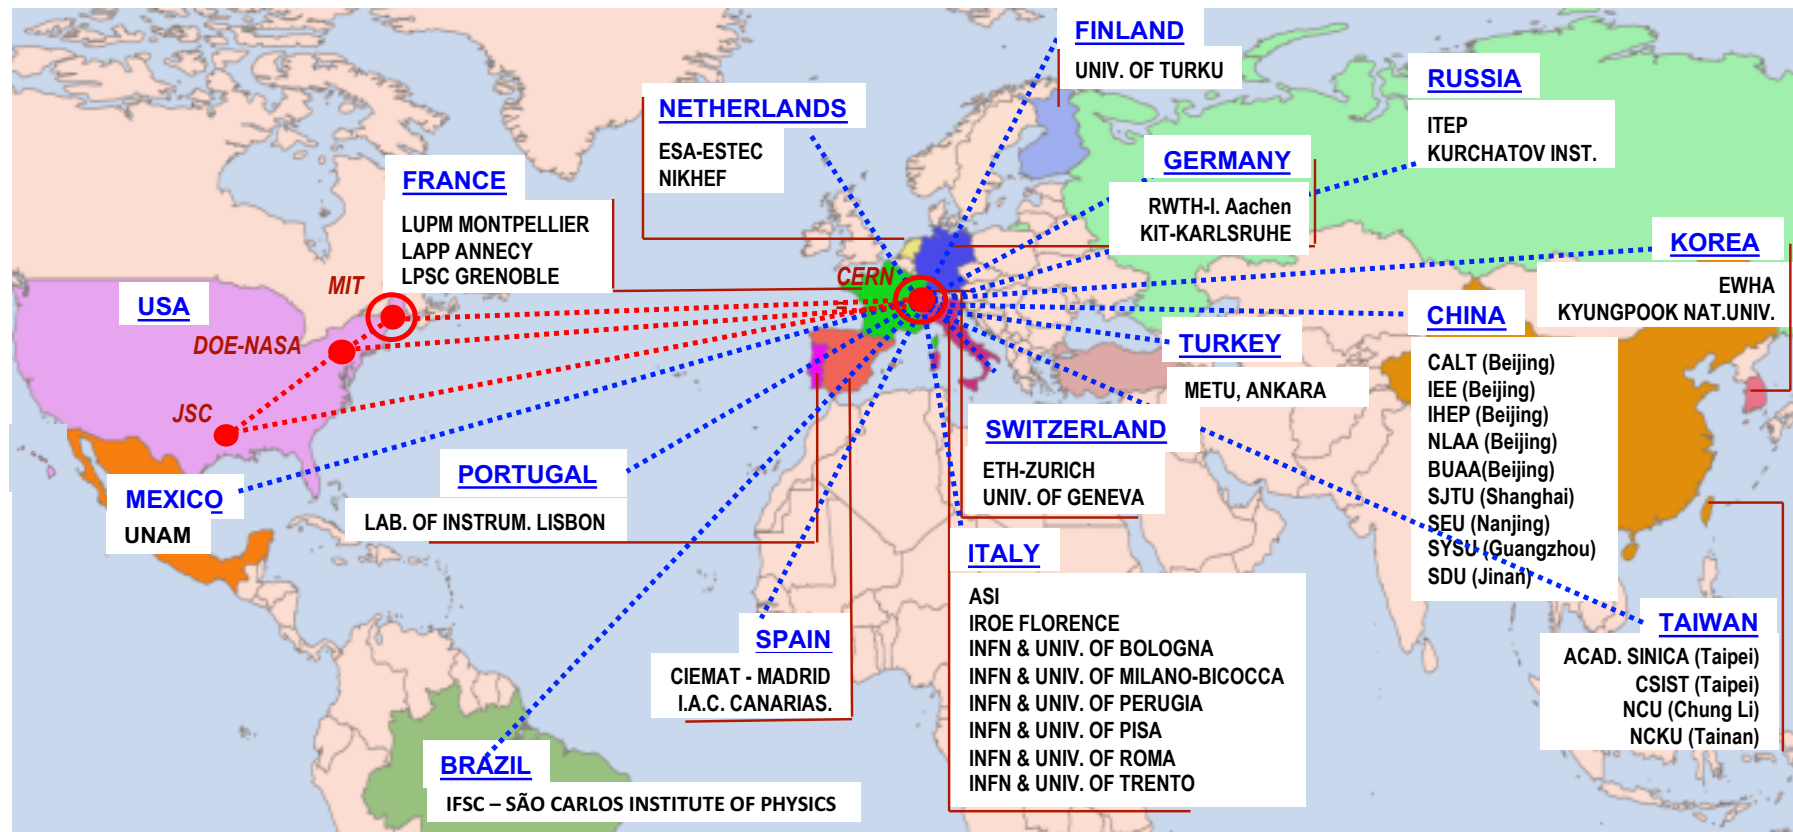 FINLAND
UNIV. OF TURKU
RUSSIA
ITEP
KURCHATOV INST.
NETHERLANDS
ESA-ESTEC
NIKHEF
GERMANY
RWTH-I. Aachen
KIT-KARLSRUHE
FRANCE
LUPM MONTPELLIER
LAPP ANNECY
LPSC GRENOBLE
KOREA
EWHA
KYUNGPOOK NAT.UNIV.
CERN
MIT
USA
DOE-NASA
JSC
CHINA
CALT (Beijing)
IEE (Beijing)
IHEP (Beijing)
NLAA (Beijing)
BUAA(Beijing)
SJTU (Shanghai)
SEU (Nanjing)
SYSU (Guangzhou)
SDU (Jinan)
TURKEY
METU, ANKARA
SWITZERLAND
ETH-ZURICH
UNIV. OF GENEVA
PORTUGAL
LAB. OF INSTRUM. LISBON
MEXICO
UNAM
ITALY
ASI
IROE FLORENCE
INFN & UNIV. OF BOLOGNA
INFN & UNIV. OF MILANO-BICOCCA
INFN & UNIV. OF PERUGIA
INFN & UNIV. OF PISA
INFN & UNIV. OF ROMA
INFN & UNIV. OF TRENTO
SPAIN
CIEMAT - MADRID
I.A.C. CANARIAS.
TAIWAN
ACAD. SINICA (Taipei)
CSIST (Taipei)
NCU (Chung Li)
NCKU (Tainan)
BRAZIL
IFSC – SÃO CARLOS INSTITUTE OF PHYSICS